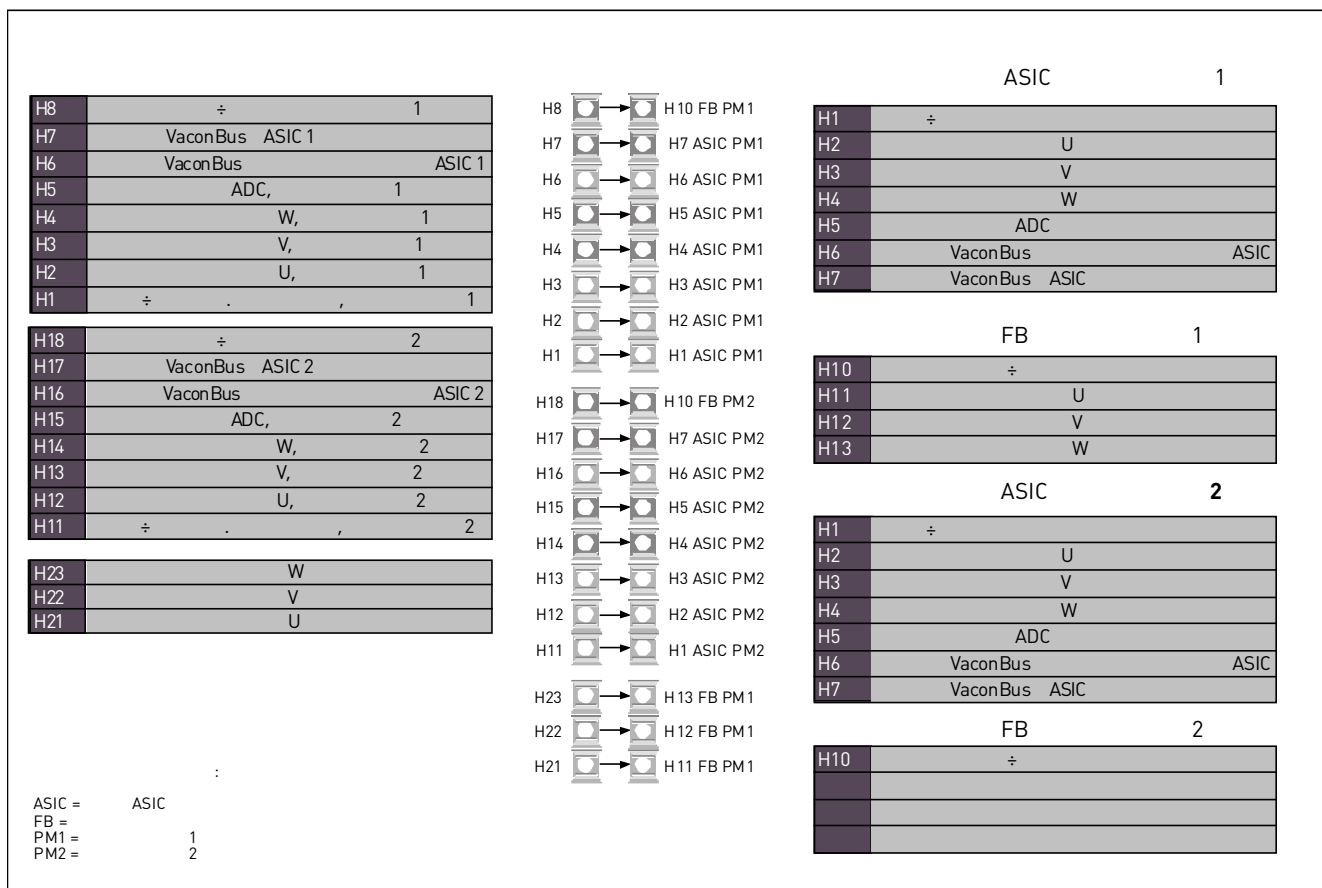 H8 ÷ 1
H7 VaconBus ASIC 1
H6 VaconBus ASIC 1
H5 ADC, 1
H4 W, 1
H3 V, 1
H2 U, 1
H1 ÷ . , 1
H18 ÷ 2
H17 VaconBus ASIC 2
H16 VaconBus ASIC 2
H15 ADC, 2
H14 W, 2
H13 V, 2
H12 U, 2
H11 ÷ . , 2
H23 W
H22 V
H21 U
:
ASIC = ASIC
FB =
PM1 = 1
PM2 = 2
H8 H10 FB PM1
H7 H7 ASIC PM1
H6 H6 ASIC PM1
H5 H5 ASIC PM1
H4 H4 ASIC PM1
H3 H3 ASIC PM1
H2 H2 ASIC PM1
H1 H1 ASIC PM1
H18 H10 FB PM2
H17 H7 ASIC PM2
H16 H6 ASIC PM2
H15 H5 ASIC PM2
H14 H4 ASIC PM2
H13 H3 ASIC PM2
H12 H2 ASIC PM2
H11 H1 ASIC PM2
H23 H13 FB PM1
H22 H12 FB PM1
H21 H11 FB PM1
ASIC 1
H1 ÷
H2 U
H3 V
H4 W
H5 ADC
H6 VaconBus ASIC
H7 VaconBus ASIC
FB 1
H10 ÷
H11 U
H12 V
H13 W
ASIC 2
H1 ÷
H2 U
H3 V
H4 W
H5 ADC
H6 VaconBus ASIC
H7 VaconBus ASIC
FB 2
H10 ÷